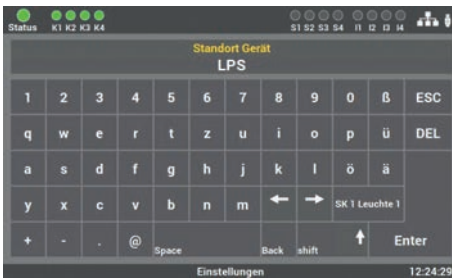 Status K1 K2 K3 K4 S1 S2 S3 S4 I1 I2 I3 I4
Standort Gerät
LPS
1 2 3 4 5 6 7 8 9 0 ß ESC
q w e r t z u i o p ü DEL
a s d f g h j k l ö ä
y x c v b n m ← → SK 1 Leuchte 1
+ - . @ Space Back shift ↑ Enter
Einstellungen 12:24:29